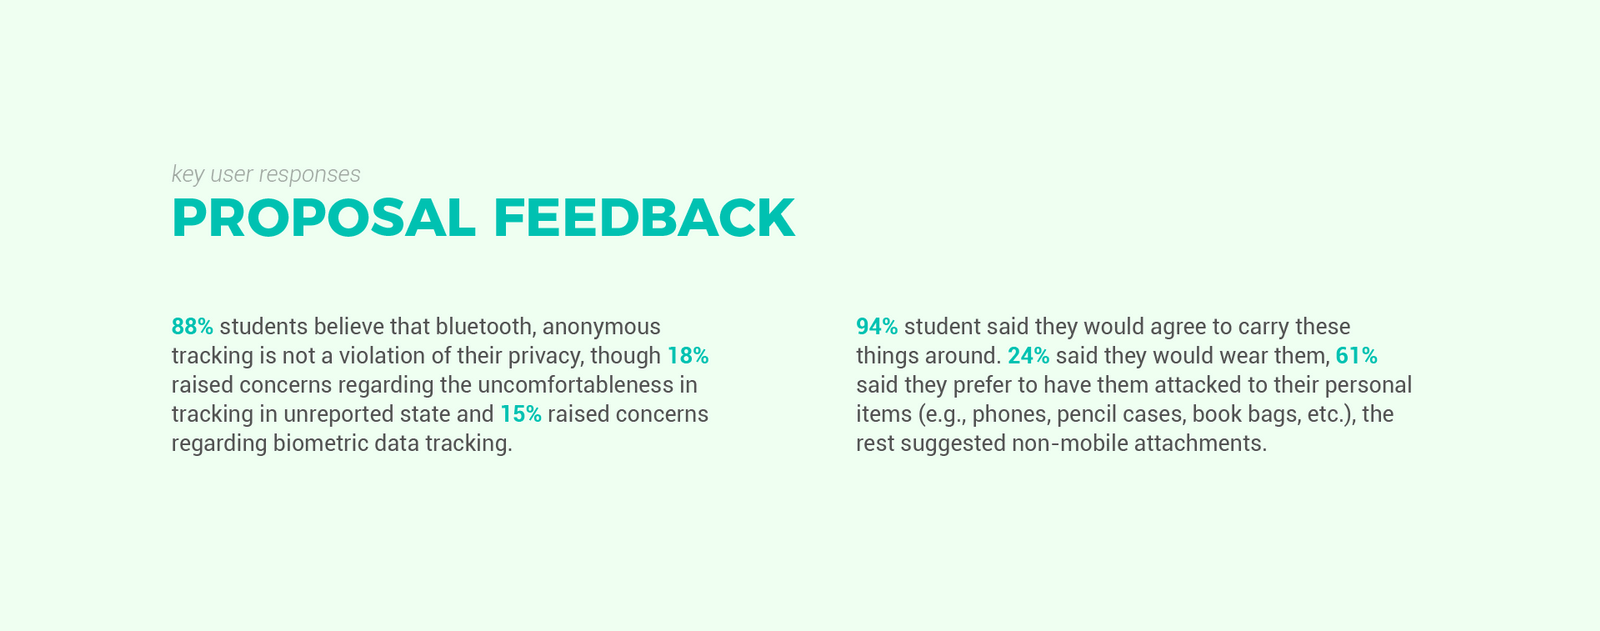 key user responses
PROPOSAL FEEDBACK
88% students believe that bluetooth, anonymous
tracking is not a violation of their privacy, though 18%
raised concerns regarding the uncomfortableness in
tracking in unreported state and 15% raised concerns
regarding biometric data tracking.
94% student said they would agree to carry these
things around. 24% said they would wear them, 61%
said they prefer to have them attacked to their personal
items (e.g., phones, pencil cases, book bags, etc.), the
rest suggested non-mobile attachments.